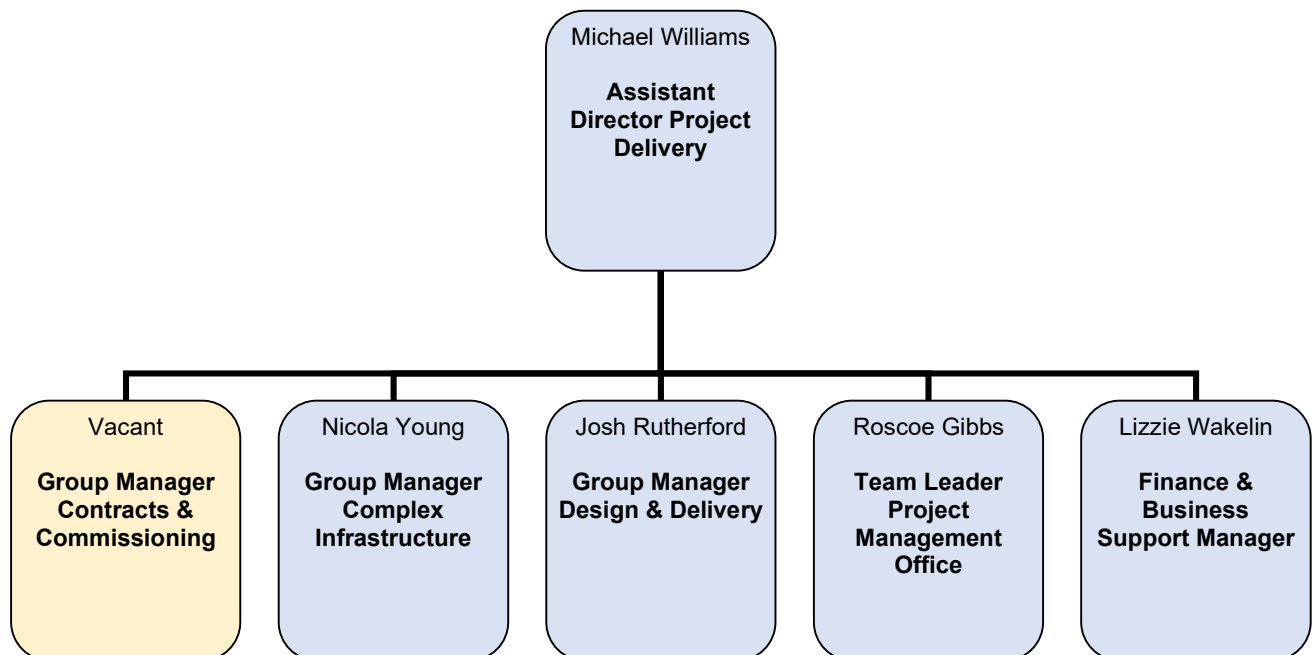 Michael Williams
Assistant
Director Project
Delivery
Vacant
Group Manager
Contracts &
Commissioning
Nicola Young
Group Manager
Complex
Infrastructure
Josh Rutherford
Group Manager
Design & Delivery
Roscoe Gibbs
Team Leader
Project
Management
Office
Lizzie Wakelin
Finance &
Business
Support Manager